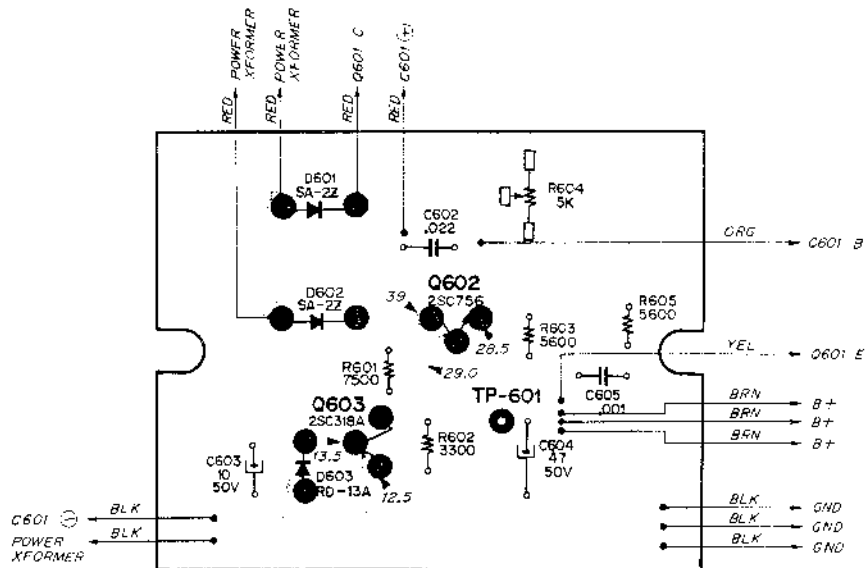 POWER
XFORMER
POWER
XFORMER
Q601 C
C601 (+)
RED
RED
RED
RED
D601
SA-2Z
R604
5K
C602
.022
ORG
C601 B
D602
SA-2Z
Q602
2SC756
39
28.5
R603
5600
R605
5600
YEL
Q601 E
R601
7500
29.0
TP-601
C605
.001
BRN
B+
BRN
B+
BRN
B+
Q603
2SC318A
13.5
R602
3300
C604
47
50V
C603
10
50V
D603
RD-13A
12.5
C601 (-)
BLK
POWER
XFORMER
BLK
BLK
GND
BLK
GND
BLK
GND